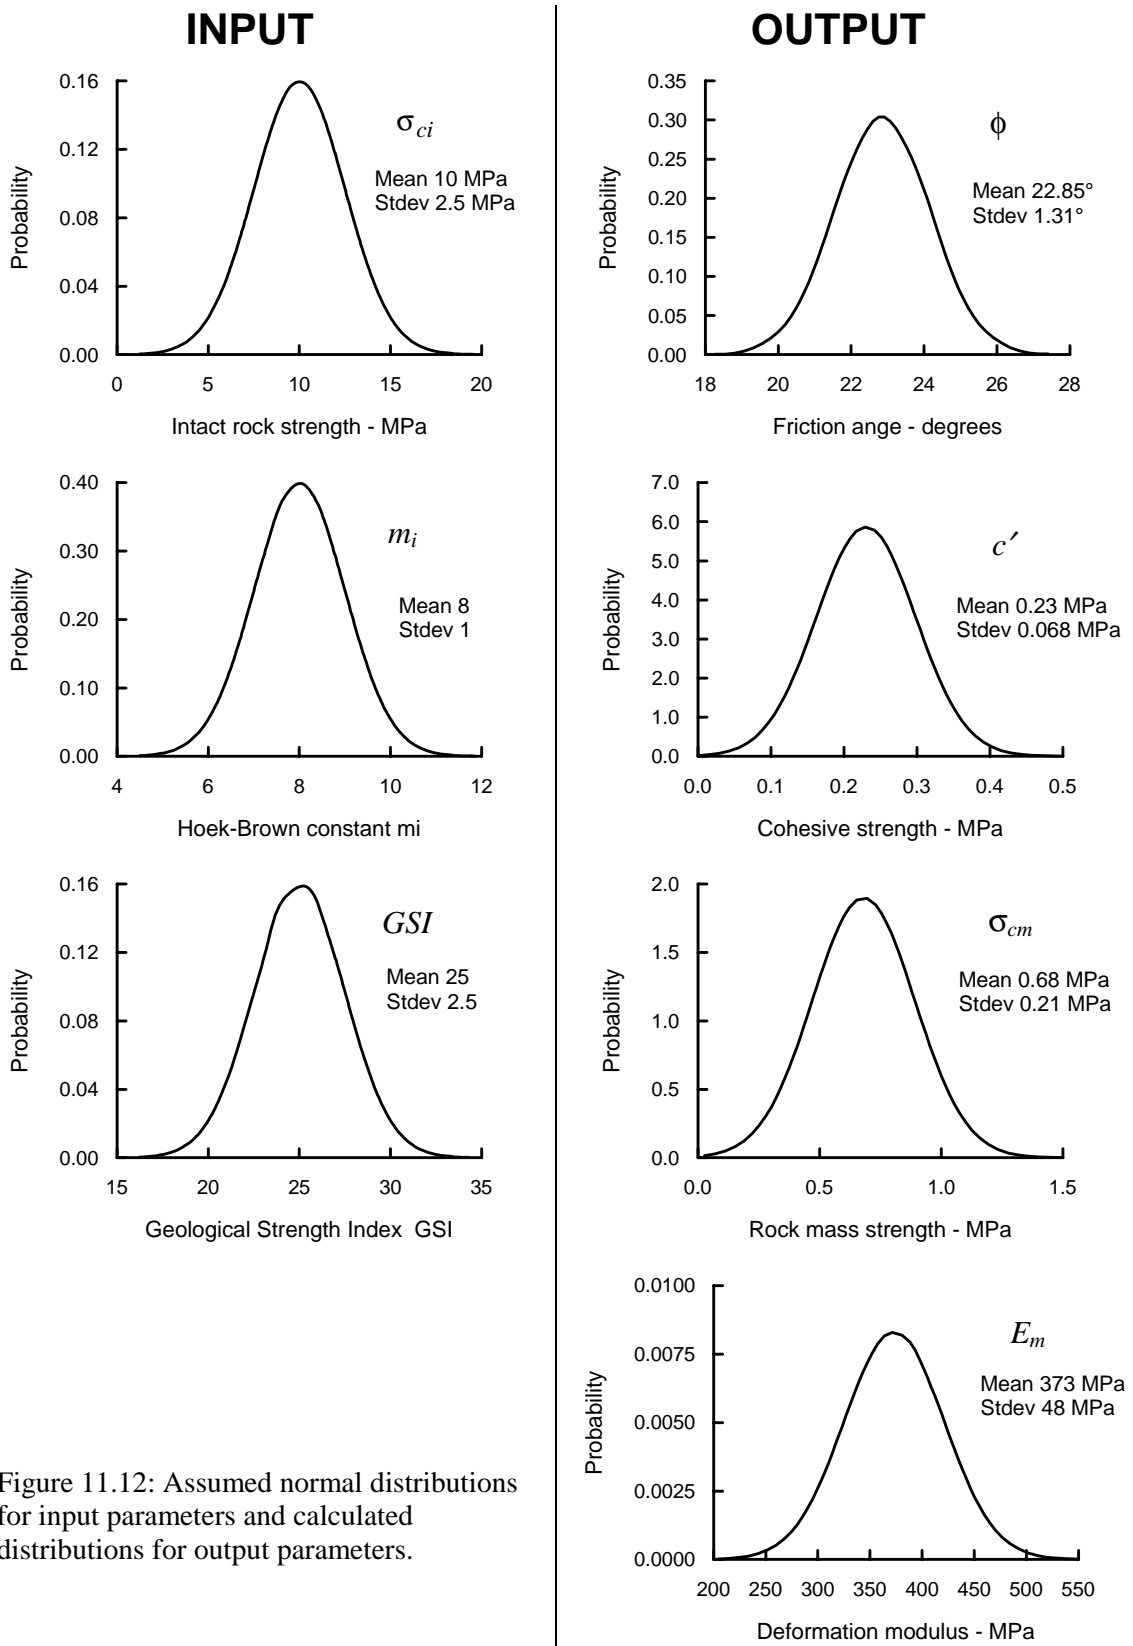 INPUT
0.16
0.12
0.08
0.04
0.00
Probability
σci
Mean 10 MPa
Stdev 2.5 MPa
0 5 10 15 20
Intact rock strength - MPa
0.40
0.30
0.20
0.10
0.00
Probability
mi
Mean 8
Stdev 1
4 6 8 10 12
Hoek-Brown constant mi
0.16
0.12
0.08
0.04
0.00
Probability
GSI
Mean 25
Stdev 2.5
15 20 25 30 35
Geological Strength Index GSI
Figure 11.12: Assumed normal distributions
for input parameters and calculated
distributions for output parameters.
OUTPUT
0.35
0.30
0.25
0.20
0.15
0.10
0.05
0.00
Probability
ϕ
Mean 22.85°
Stdev 1.31°
18 20 22 24 26 28
Friction ange - degrees
7.0
6.0
5.0
4.0
3.0
2.0
1.0
0.0
Probability
c′
Mean 0.23 MPa
Stdev 0.068 MPa
0.0 0.1 0.2 0.3 0.4 0.5
Cohesive strength - MPa
2.0
1.5
1.0
0.5
0.0
Probability
σcm
Mean 0.68 MPa
Stdev 0.21 MPa
0.0 0.5 1.0 1.5
Rock mass strength - MPa
0.0100
0.0075
0.0050
0.0025
0.0000
Probability
Em
Mean 373 MPa
Stdev 48 MPa
200 250 300 350 400 450 500 550
Deformation modulus - MPa